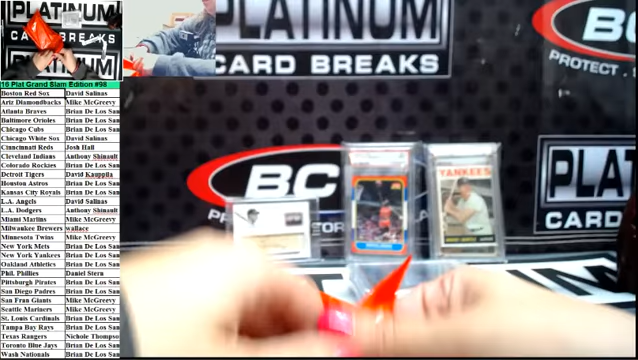 PLATINUM
CARD BREAKS
PLATINUM
PLATINUM
CARD BREAKS
BC
PROTECT
PLAT
CARD BR
BC
YANKEES
16 Plat Grand Slam Edition #98
Boston Red Sox David Salinas
Ariz Diamondbacks Mike McGreevy
Atlanta Braves Brian De Los San
Baltimore Orioles Brian De Los San
Chicago Cubs Brian De Los San
Chicago White Sox David Salinas
Cincinnati Reds Josh Hall
Cleveland Indians Anthony Shinault
Colorado Rockies Brian De Los San
Detroit Tigers David Kauppila
Houston Astros Brian De Los San
Kansas City Royals Brian De Los San
L.A. Angels David Salinas
L.A. Dodgers Anthony Shinault
Miami Marlins Mike McGreevy
Milwaukee Brewers wallace
Minnesota Twins Mike McGreevy
New York Mets Brian De Los San
New York Yankees Brian De Los San
Oakland Athletics Brian De Los San
Phil. Phillies Daniel Stern
Pittsburgh Pirates Brian De Los San
San Diego Padres Brian De Los San
San Fran Giants Mike McGreevy
Seattle Mariners Mike McGreevy
St. Louis Cardinals Brian De Los San
Tampa Bay Rays Brian De Los San
Texas Rangers Nichole Thompso
Toronto Blue Jays Brian De Los San
Wash Nationals Brian De Los San